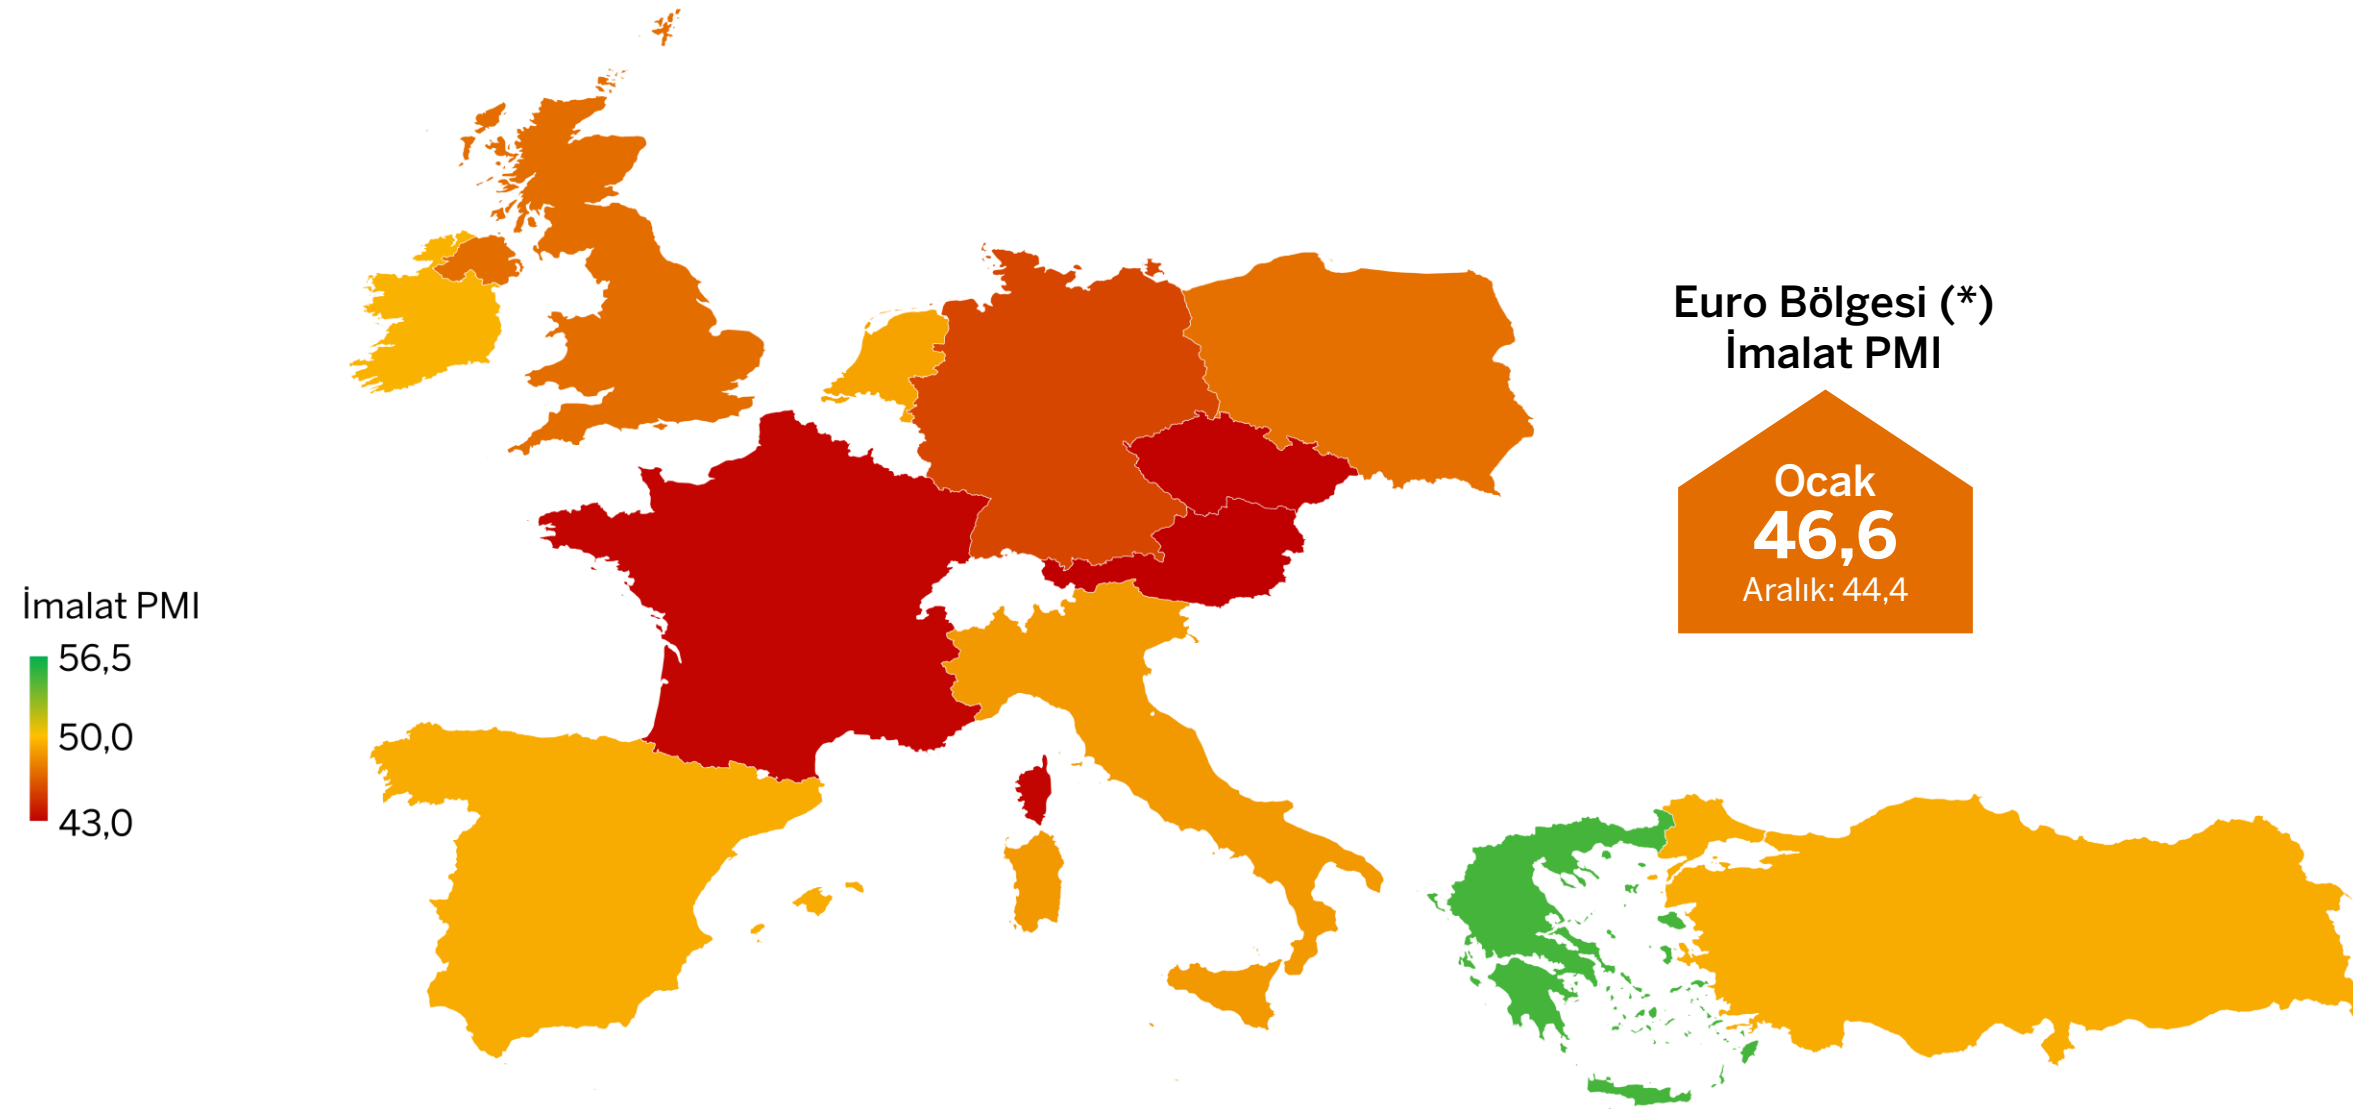 Euro Bölgesi (*)
İmalat PMI
Ocak
46,6
Aralık: 44,4
İmalat PMI
56,5
50,0
43,0